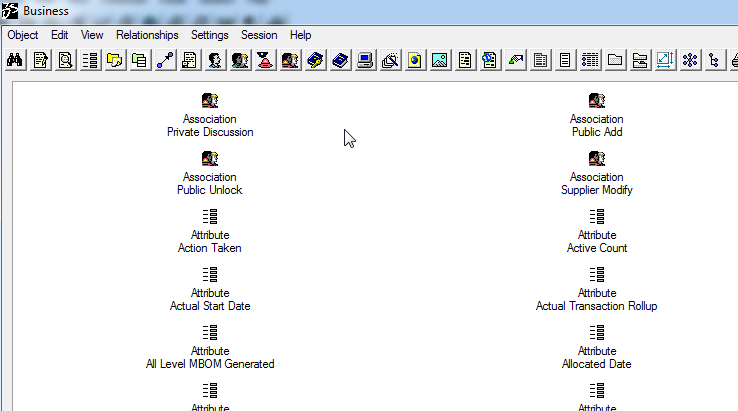 Business
Object Edit View Relationships Settings Session Help
Association
Private Discussion
Association
Public Add
Association
Public Unlock
Association
Supplier Modify
Attribute
Action Taken
Attribute
Active Count
Attribute
Actual Start Date
Attribute
Actual Transaction Rollup
Attribute
All Level MBOM Generated
Attribute
Allocated Date
Attribute
Attribute